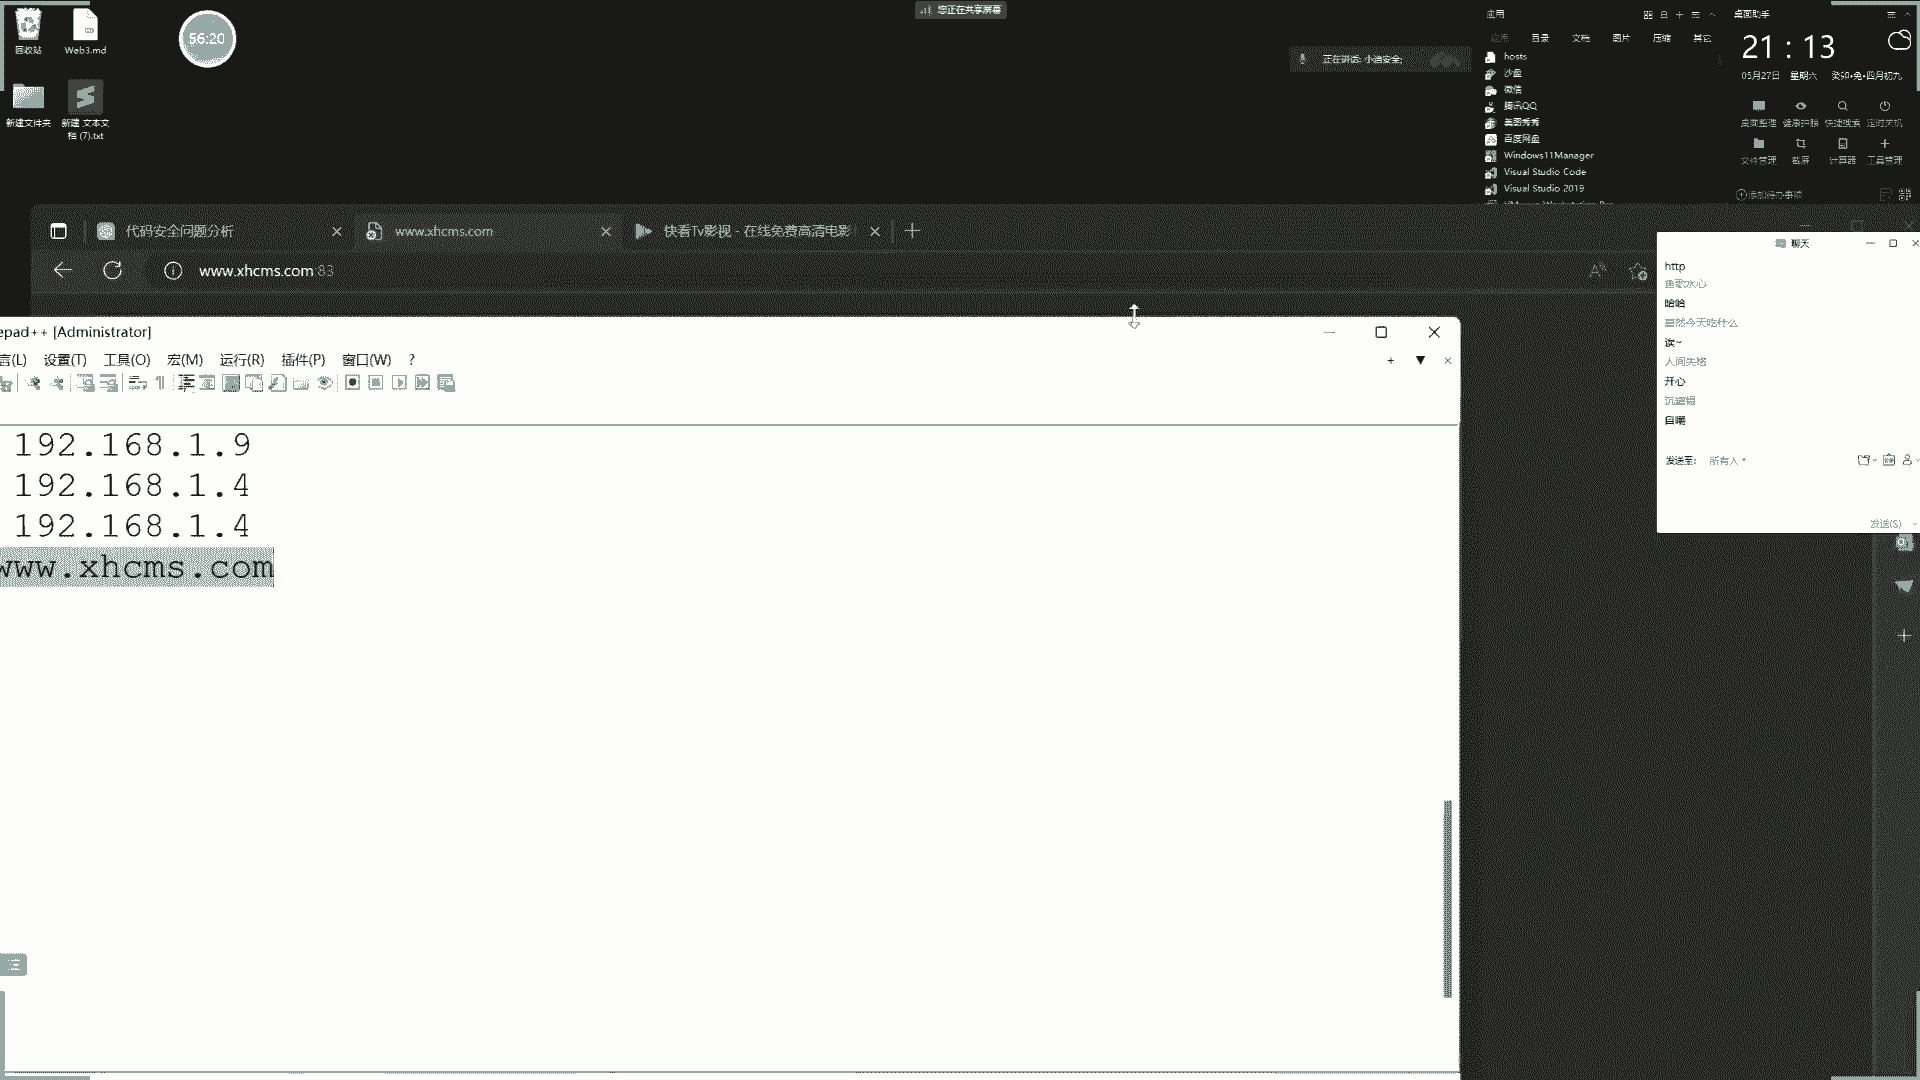 您正在共享屏幕
回收站
Web3.md
56:20
新建文件夹
新建 文本文
档 (7).txt
正在讲话: 小迪安全;
应用
应用 目录 文档 图片 压缩 其它
hosts
沙盘
微信
腾讯QQ
美图秀秀
百度网盘
Windows11Manager
Visual Studio Code
Visual Studio 2019
桌面助手
21 : 13
05月27日 星期六 癸卯•兔•四月初九
桌面整理 健康护眼 快捷搜索 定时关机
文件管理 截屏 计算器 工具管理
添加待办事项
代码安全问题分析
www.xhcms.com
快看Tv影视 - 在线免费高清电影
www.xhcms.com:83
聊天
http
鱼歌水心
哈哈
星然今天吃什么
诶~
人间失格
开心
自嘲
发送至: 所有人
发送(S)
epad++ [Administrator]
言(L) 设置(T) 工具(O) 宏(M) 运行(R) 插件(P) 窗口(W) ?
192.168.1.9
192.168.1.4
192.168.1.4
www.xhcms.com